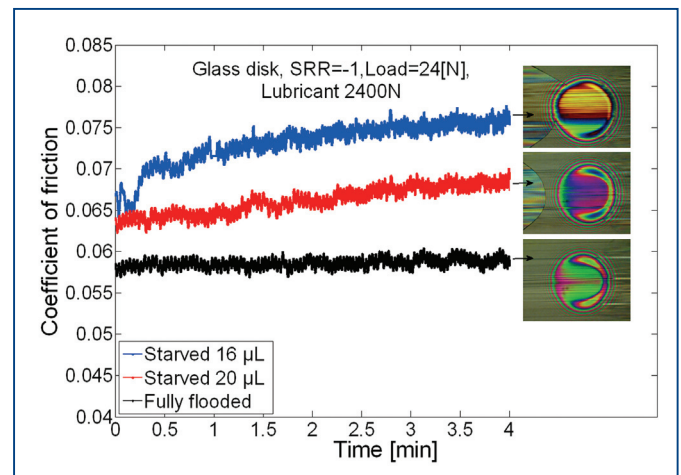 0.085
0.08
0.075
0.07
0.065
0.06
0.055
0.05
0.045
0.04
Coefficient of friction
Glass disk, SRR=-1,Load=24[N],
Lubricant 2400N
Starved 16 µL
Starved 20 µL
Fully flooded
0 0.5 1 1.5 2 2.5 3 3.5 4
Time [min]